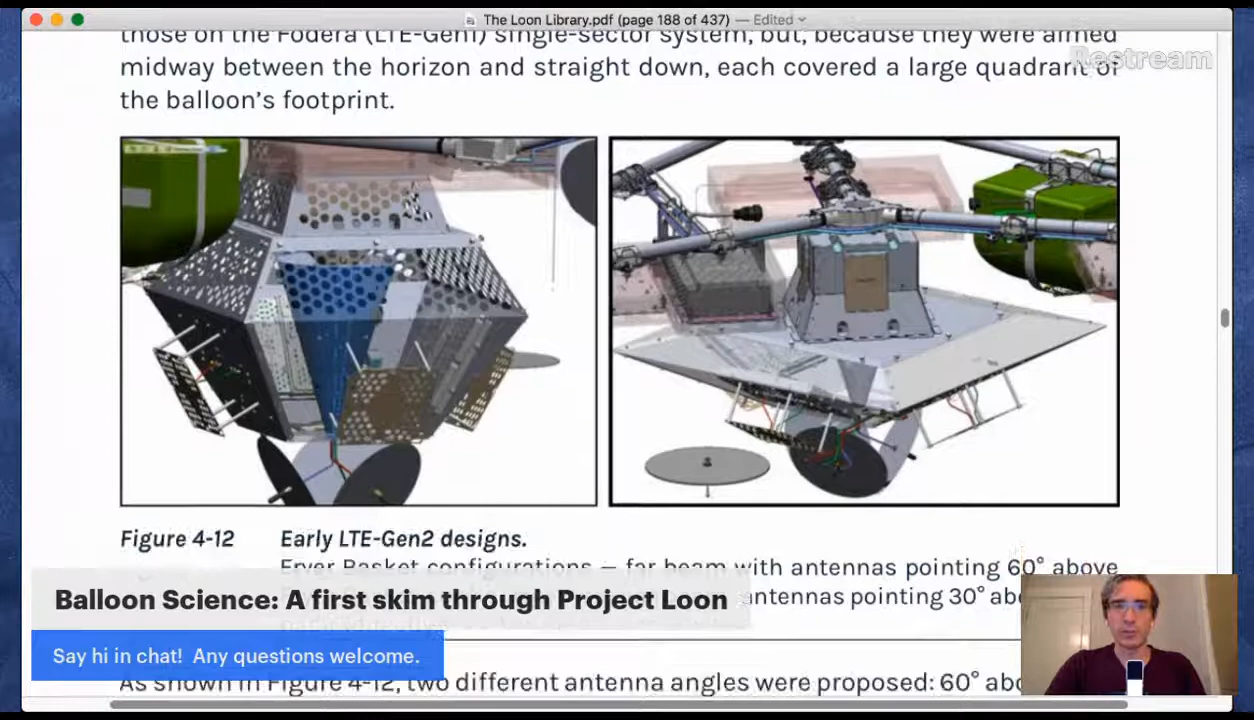 The Loon Library.pdf (page 188 of 437) — Edited
those on the Fodera (LTE-Gen1) single-sector system, but, because they were aimed
Restream
midway between the horizon and straight down, each covered a large quadrant of
the balloon's footprint.
Figure 4-12 Early LTE-Gen2 designs.
Fryer Basket configurations — far beam with antennas pointing 60° above
antennas pointing 30°
Balloon Science: A first skim through Project Loon
Say hi in chat! Any questions welcome.
As shown in Figure 4-12, two different antenna angles were proposed: 60°